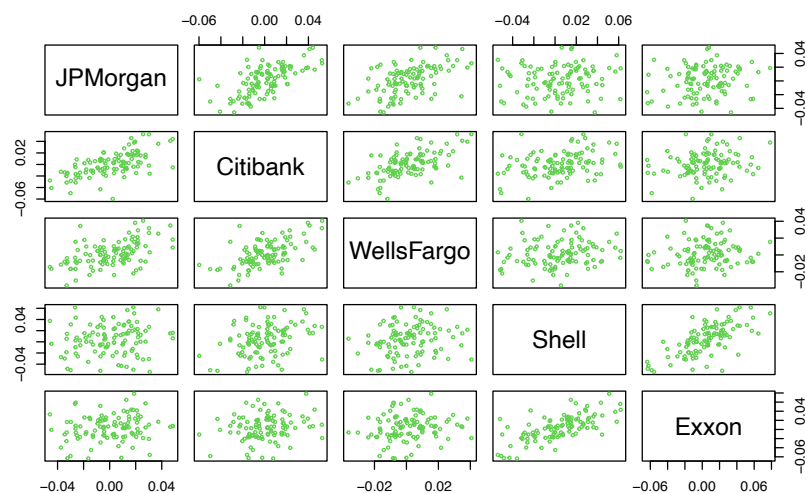 −0.06 0.00 0.04 −0.04 0.02 0.06
JPMorgan −0.04 0.04
0.02 −0.06 Citibank
WellsFargo −0.02 0.04
0.04 −0.04 Shell
Exxon −0.06 0.06
−0.04 0.00 0.04 −0.02 0.02 −0.06 0.00 0.06